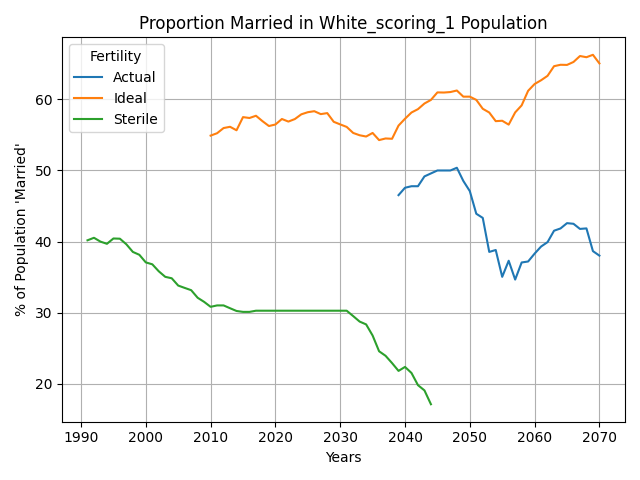 Proportion Married in White_scoring_1 Population
Fertility
Actual
Ideal
Sterile
% of Population 'Married'
60
50
40
30
20
1990 2000 2010 2020 2030 2040 2050 2060 2070
Years